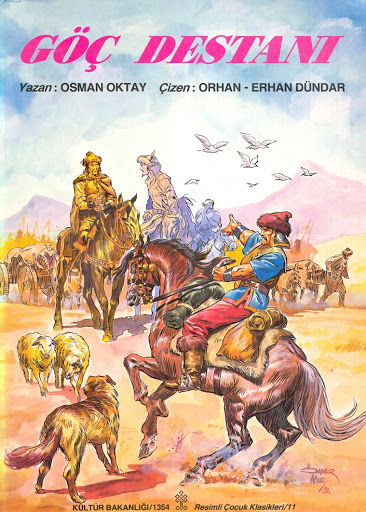 GÖÇ DESTANI
Yazan : OSMAN OKTAY Çizen : ORHAN - ERHAN DÜNDAR
KÜLTÜR BAKANLIĞI/1354 Resimli Çocuk Klasikleri/11